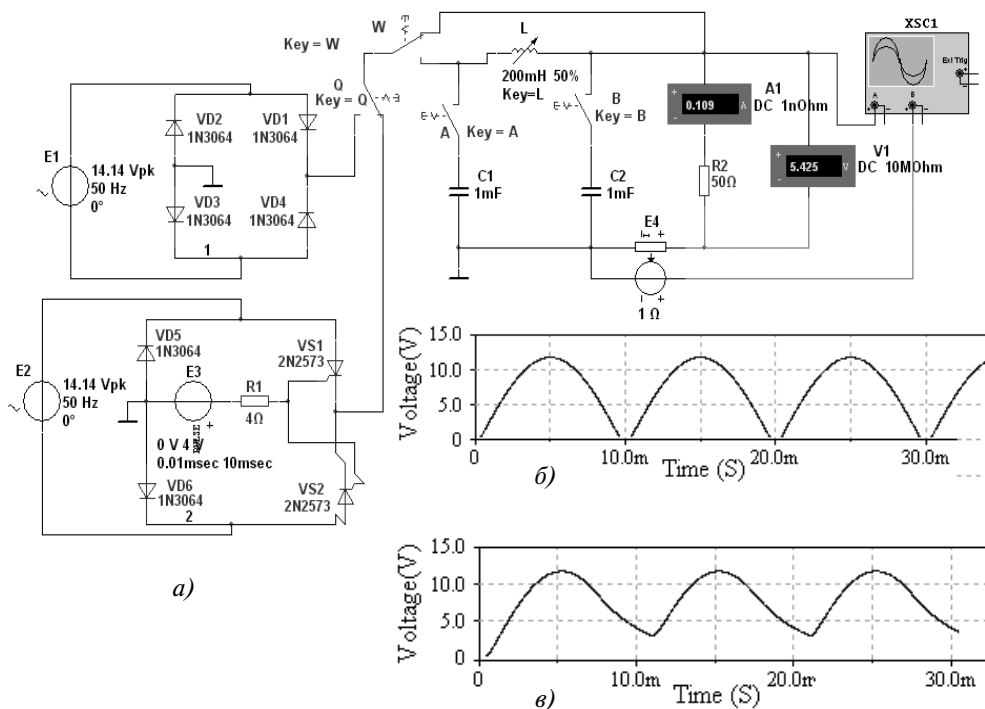 XSC1
W
Key = W
L
200mH 50%
Key=L
Ext Trig
A
B
Q
Key = Q
A
Key = A
B
Key = B
A1
0.109
A
DC 1nOhm
V1
5.425
V
DC 10MOhm
VD2
1N3064
VD1
1N3064
E1
14.14 Vpk
50 Hz
0°
VD3
1N3064
VD4
1N3064
1
C1
1mF
C2
1mF
R2
50Ω
E4
1 Ω
VD5
1N3064
VS1
2N2573
E2
14.14 Vpk
50 Hz
0°
E3
R1
4Ω
0 V 4 V
0.01msec 10msec
VD6
1N3064
2
VS2
2N2573
а)
Voltage(V)
15.0
10.0
5.0
0
0
10.0m
20.0m
30.0m
Time (S)
б)
Voltage(V)
15.0
10.0
5.0
0
0
10.0m
20.0m
30.0m
Time (S)
в)